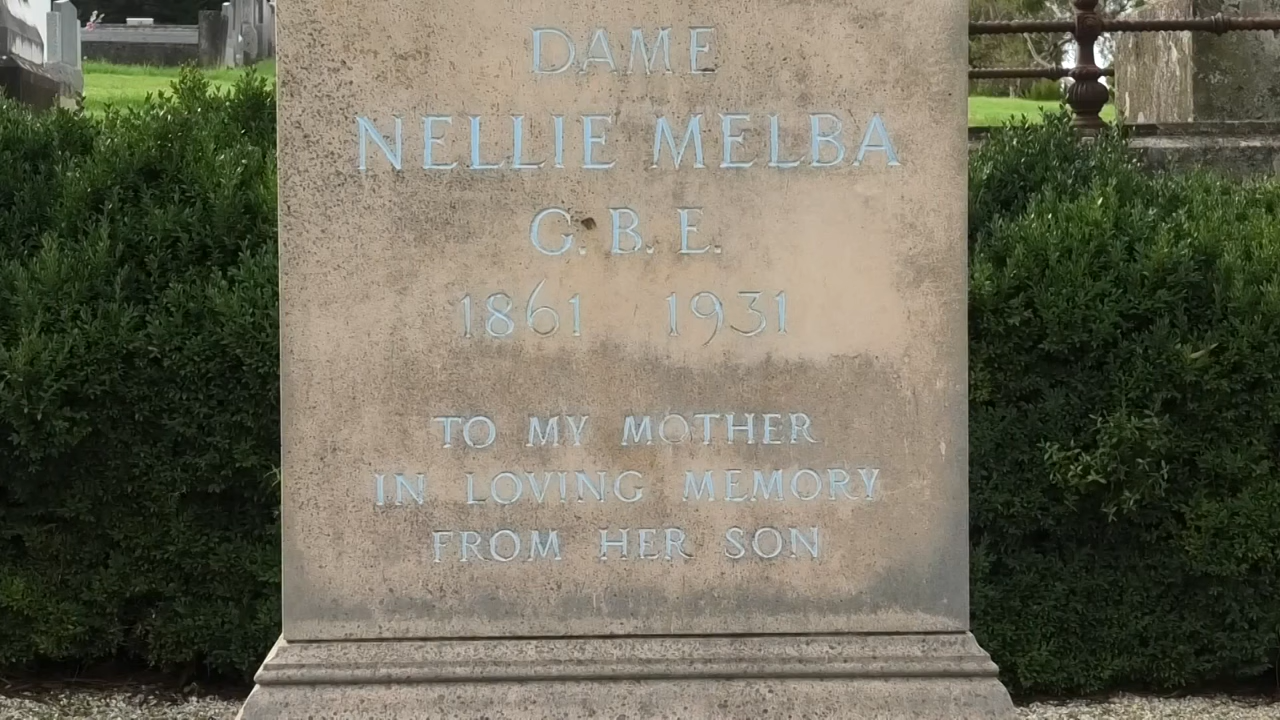 DAME
NELLIE MELBA
G. B. E.
1861 1931
TO MY MOTHER
IN LOVING MEMORY
FROM HER SON